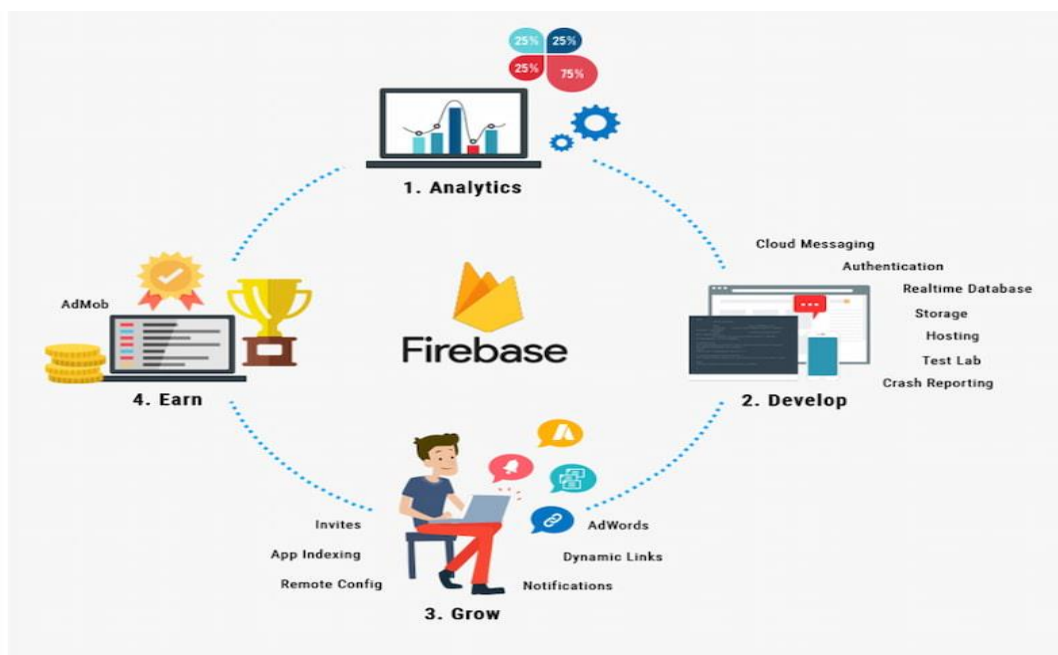 25% 25%
25% 75%
1. Analytics
Cloud Messaging
Authentication
Realtime Database
Storage
Hosting
Test Lab
Crash Reporting
2. Develop
AdMob
4. Earn
Firebase
Invites
App Indexing
Remote Config
AdWords
Dynamic Links
Notifications
3. Grow